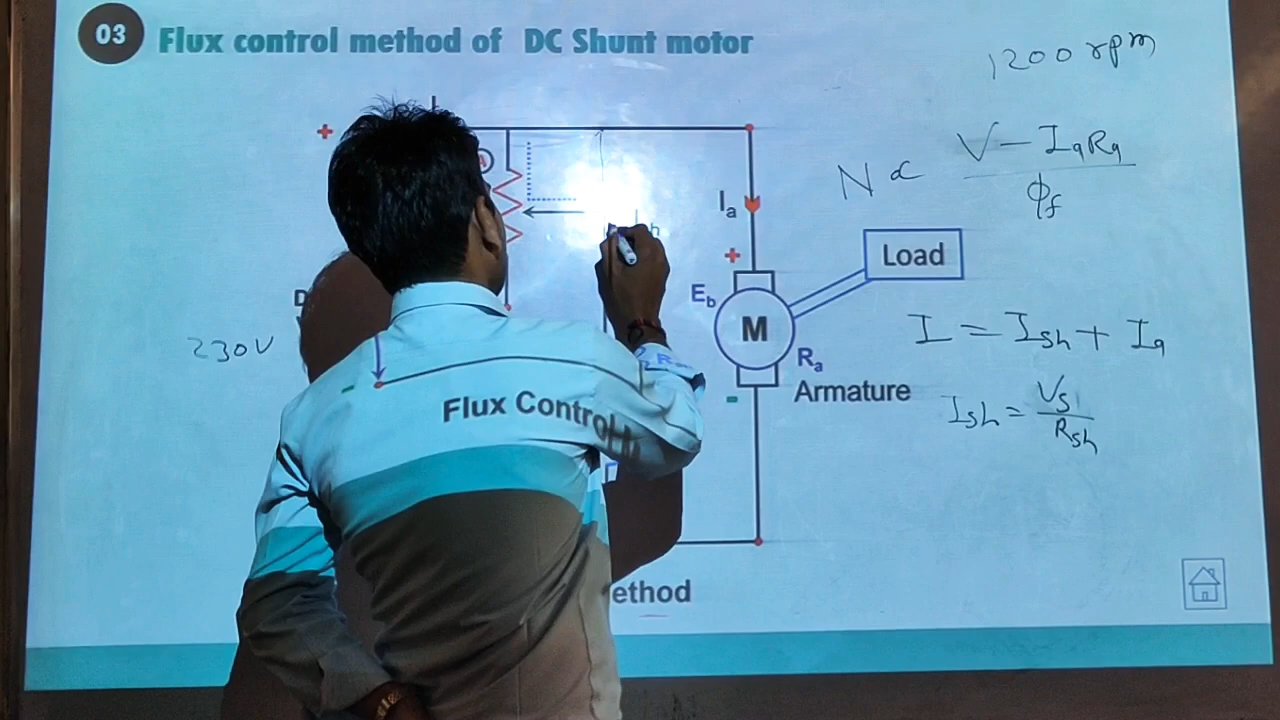 03 Flux control method of DC Shunt motor
1200 rpm
+
A
N ∝ V - IaRa / ϕf
Ia
+
Load
Eb
M
D
230V
I = Ish + Ia
Ra
-
Armature
-
Ish = Vs / Rsh
Flux Control
ethod